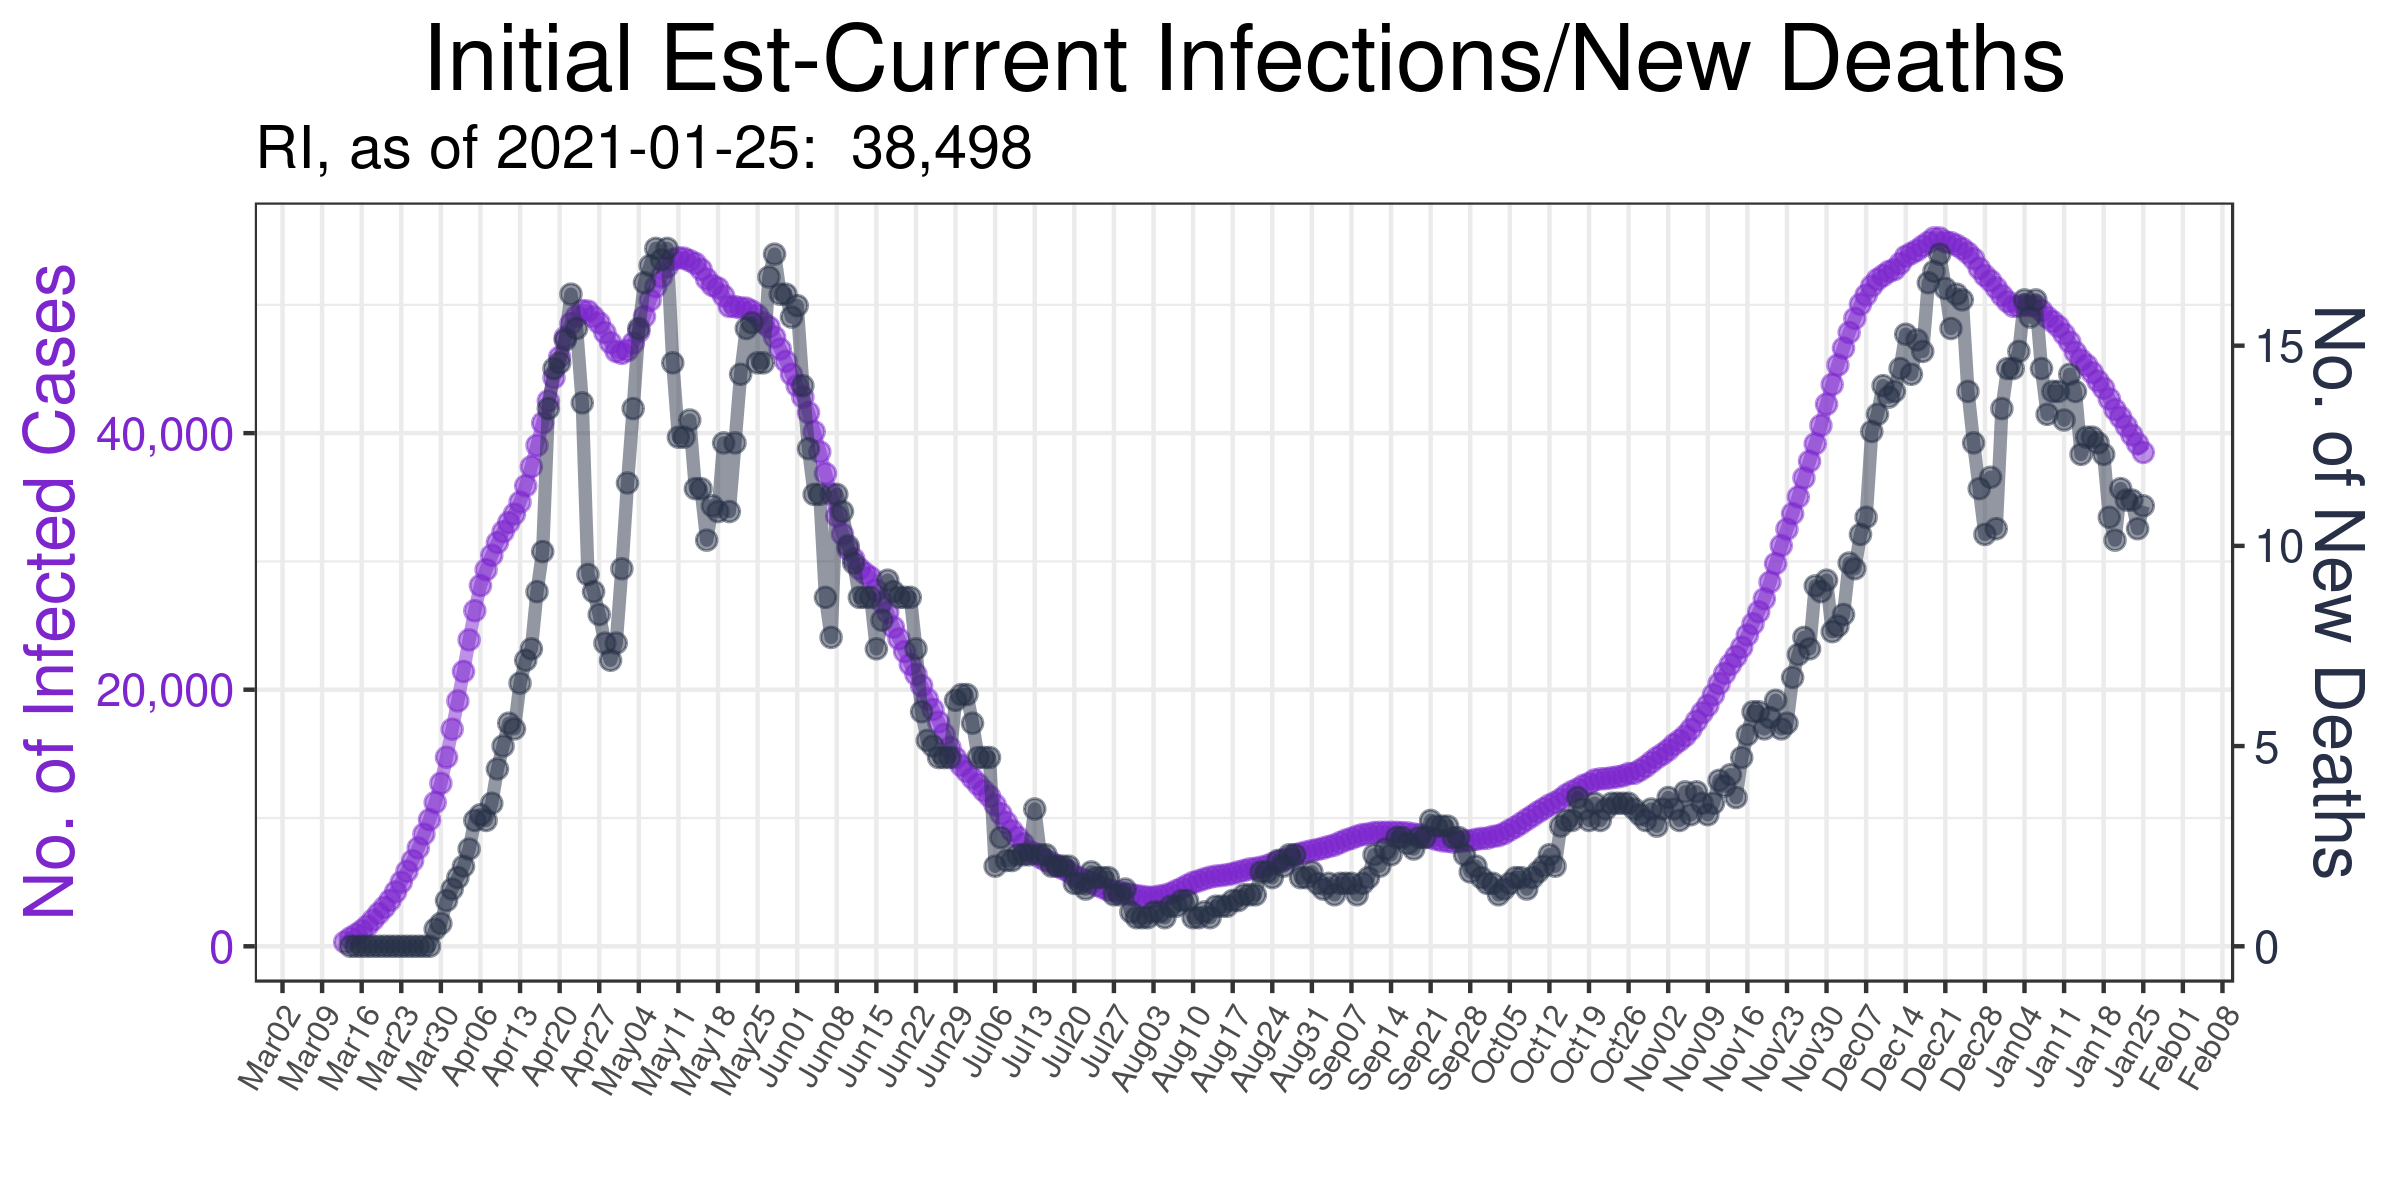 Initial Est-Current Infections/New Deaths
RI, as of 2021-01-25:  38,498
No. of Infected Cases
40,000
20,000
0
15
10
5
0
No. of New Deaths
Mar02
Mar09
Mar16
Mar23
Mar30
Apr06
Apr13
Apr20
Apr27
May04
May11
May18
May25
Jun01
Jun08
Jun15
Jun22
Jun29
Jul06
Jul13
Jul20
Jul27
Aug03
Aug10
Aug17
Aug24
Aug31
Sep07
Sep14
Sep21
Sep28
Oct05
Oct12
Oct19
Oct26
Nov02
Nov09
Nov16
Nov23
Nov30
Dec07
Dec14
Dec21
Dec28
Jan04
Jan11
Jan18
Jan25
Feb01
Feb08